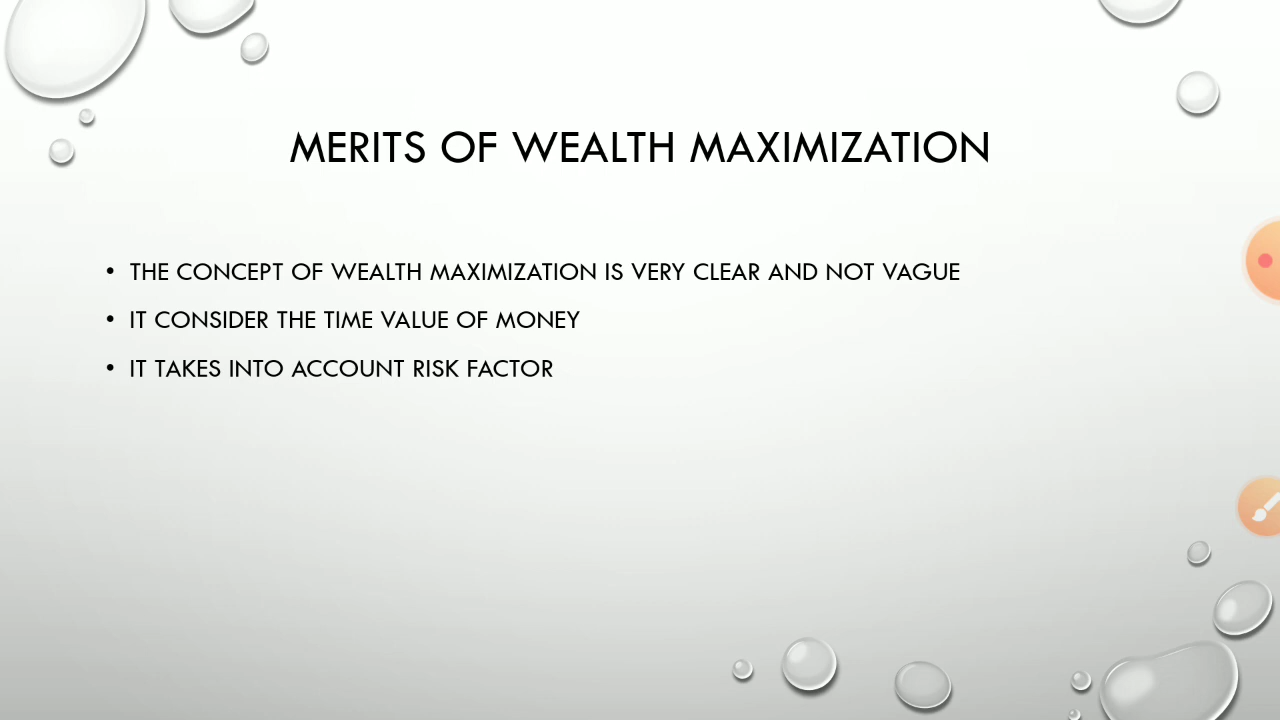 MERITS OF WEALTH MAXIMIZATION
• THE CONCEPT OF WEALTH MAXIMIZATION IS VERY CLEAR AND NOT VAGUE
• IT CONSIDER THE TIME VALUE OF MONEY
• IT TAKES INTO ACCOUNT RISK FACTOR